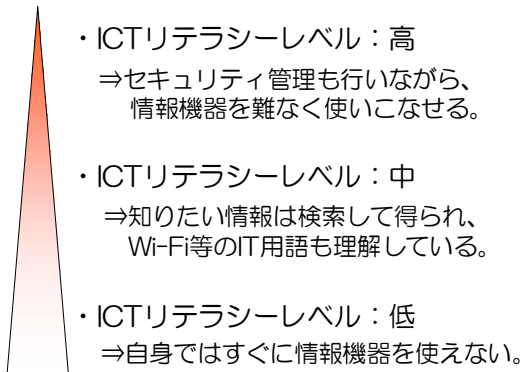 ・ICTリテラシーレベル：高
⇒セキュリティ管理も行いながら、
情報機器を難なく使いこなせる。
・ICTリテラシーレベル：中
⇒知りたい情報は検索して得られ、
Wi-Fi等のIT用語も理解している。
・ICTリテラシーレベル：低
⇒自身ではすぐに情報機器を使えない。